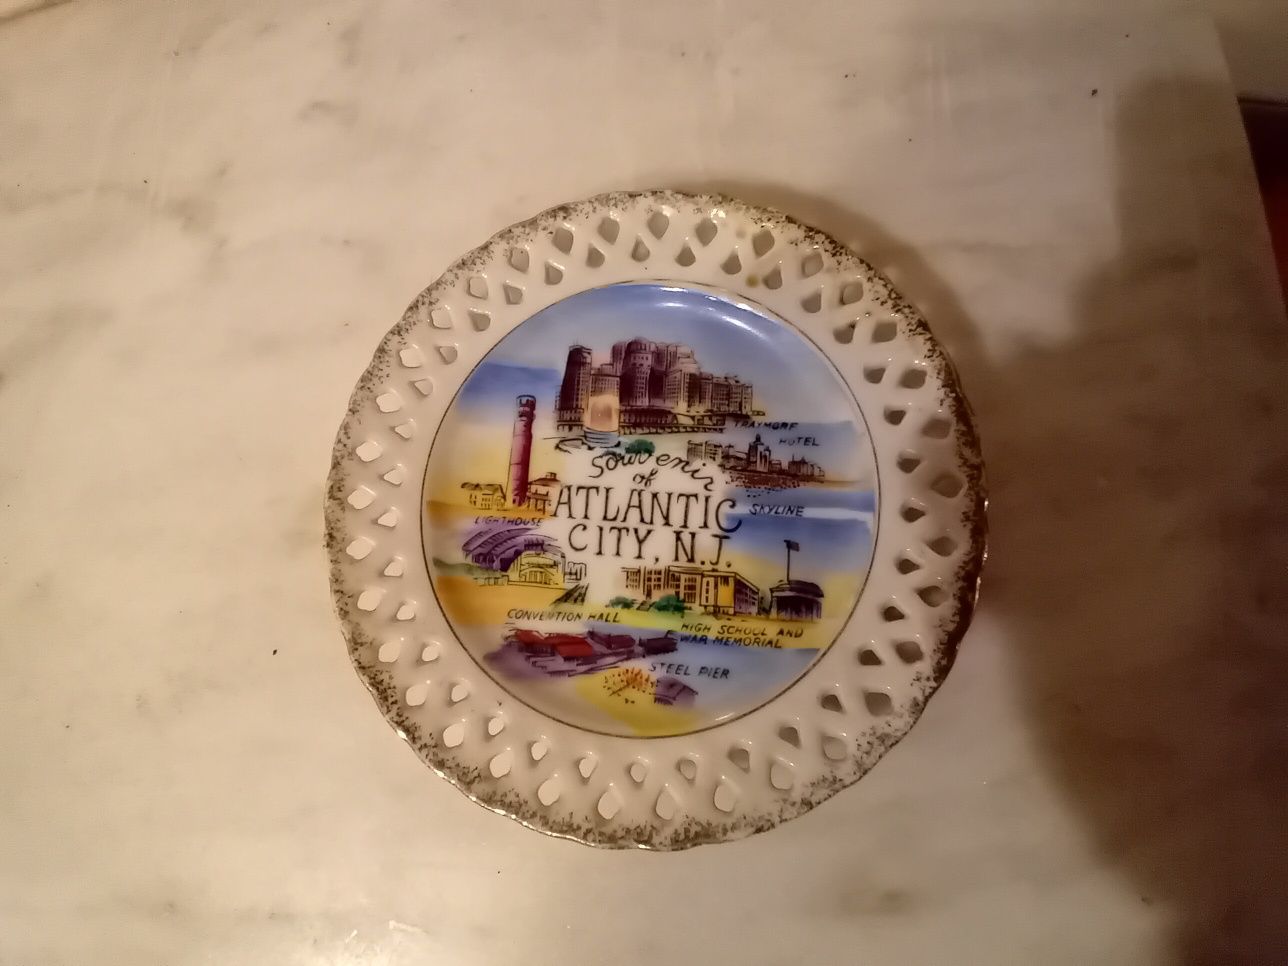 TRAYMORE
HOTEL
Souvenir
of
ATLANTIC
CITY, N.J.
SKYLINE
LIGHTHOUSE
CONVENTION HALL
HIGH SCHOOL AND
WAR MEMORIAL
STEEL PIER